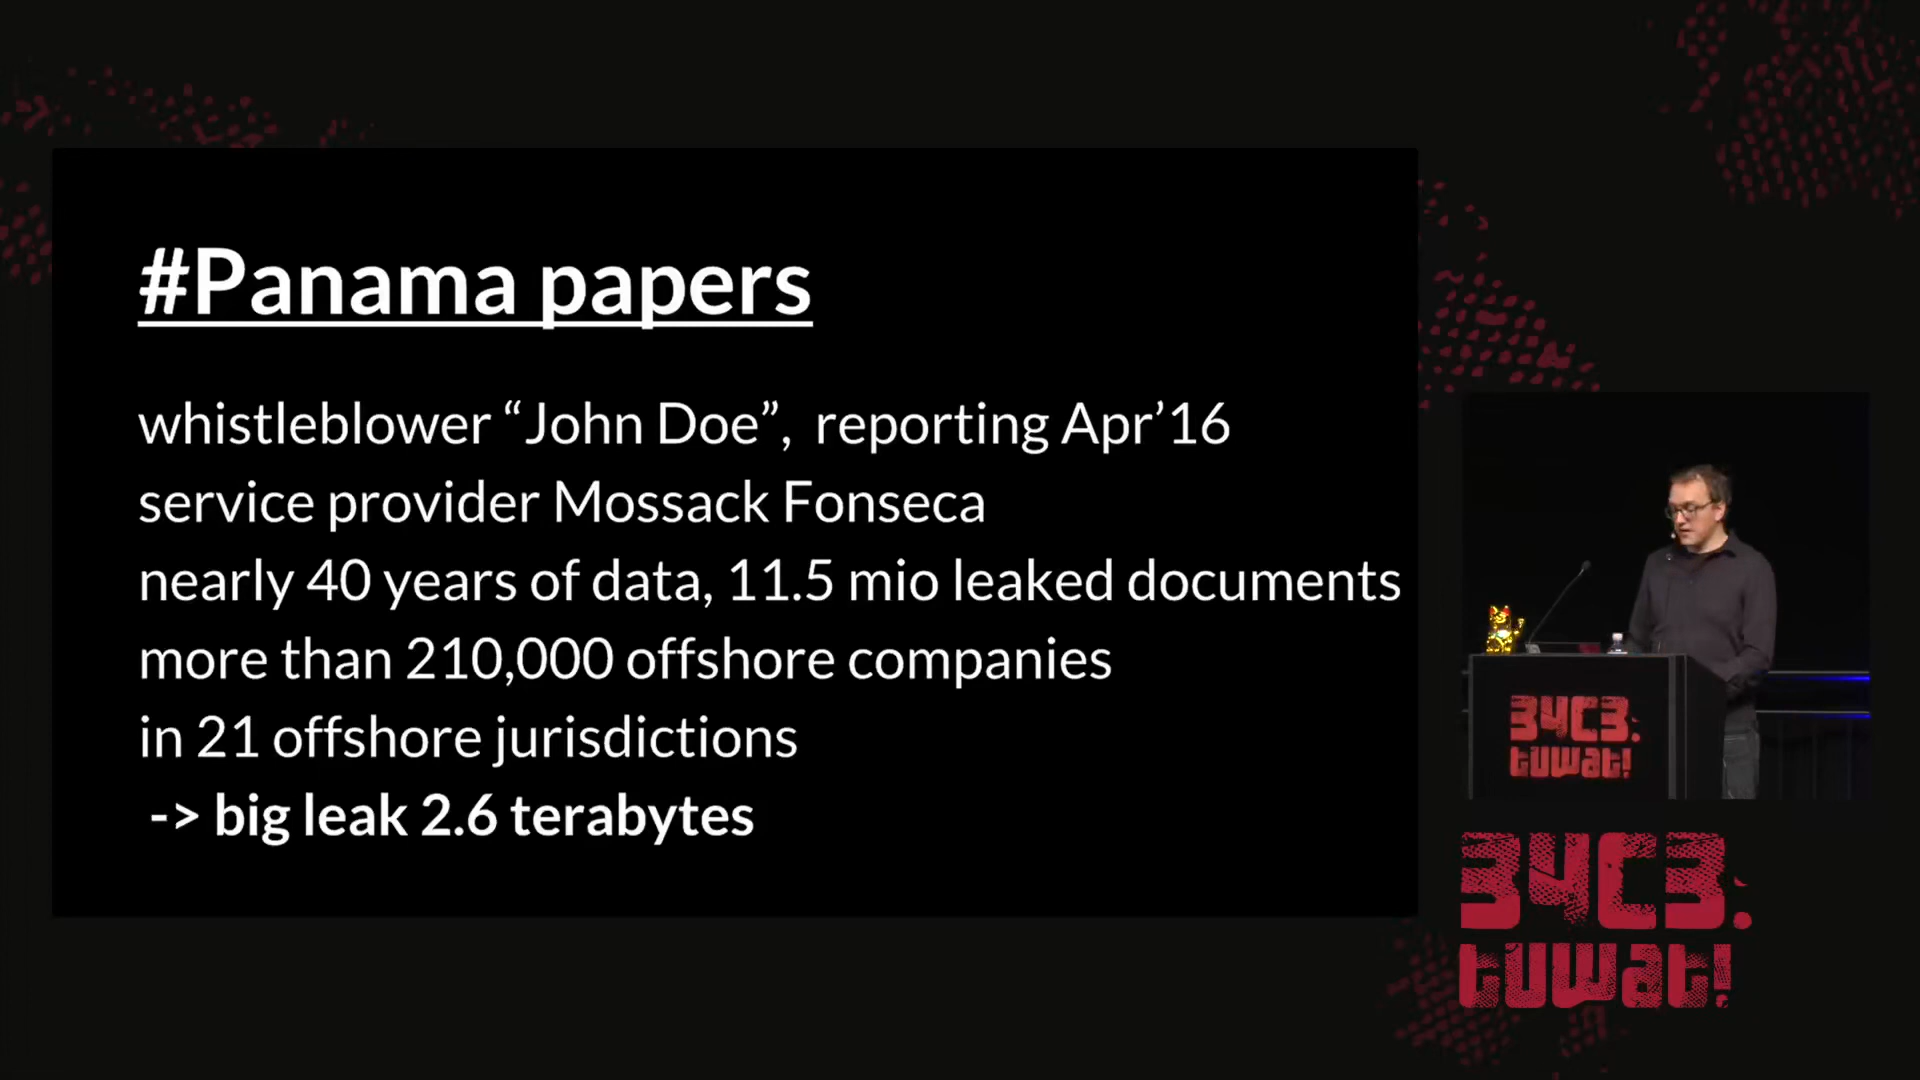 #Panama papers
whistleblower “John Doe”,  reporting Apr’16
service provider Mossack Fonseca
nearly 40 years of data, 11.5 mio leaked documents
more than 210,000 offshore companies
in 21 offshore jurisdictions
-> big leak 2.6 terabytes
34C3.
tuwat!
34C3.
tuwat!